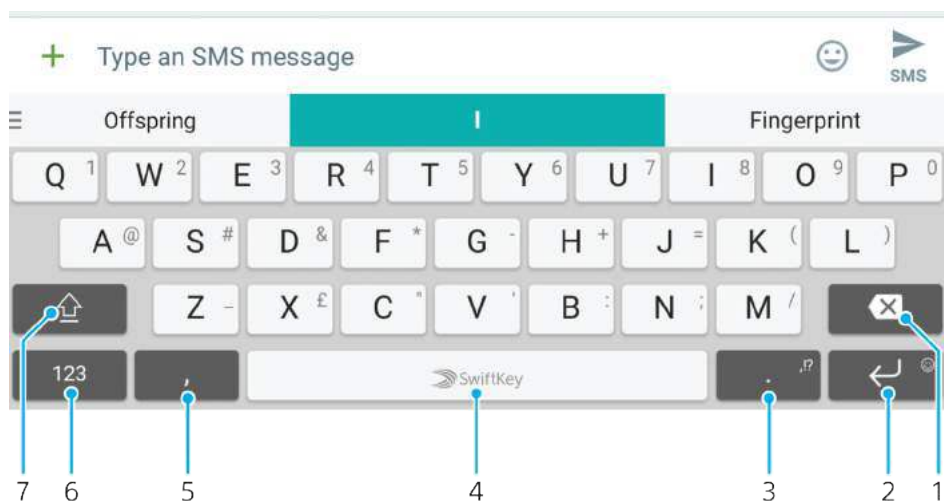 + Type an SMS message
SMS
Offspring I Fingerprint
Q 1 W 2 E 3 R 4 T 5 Y 6 U 7 I 8 O 9 P 0
A @ S # D & F * G - H + J = K ( L )
Z _ X £ C " V ' B : N ; M /
123 , SwiftKey . ,!?
7 6 5 4 3 2 1